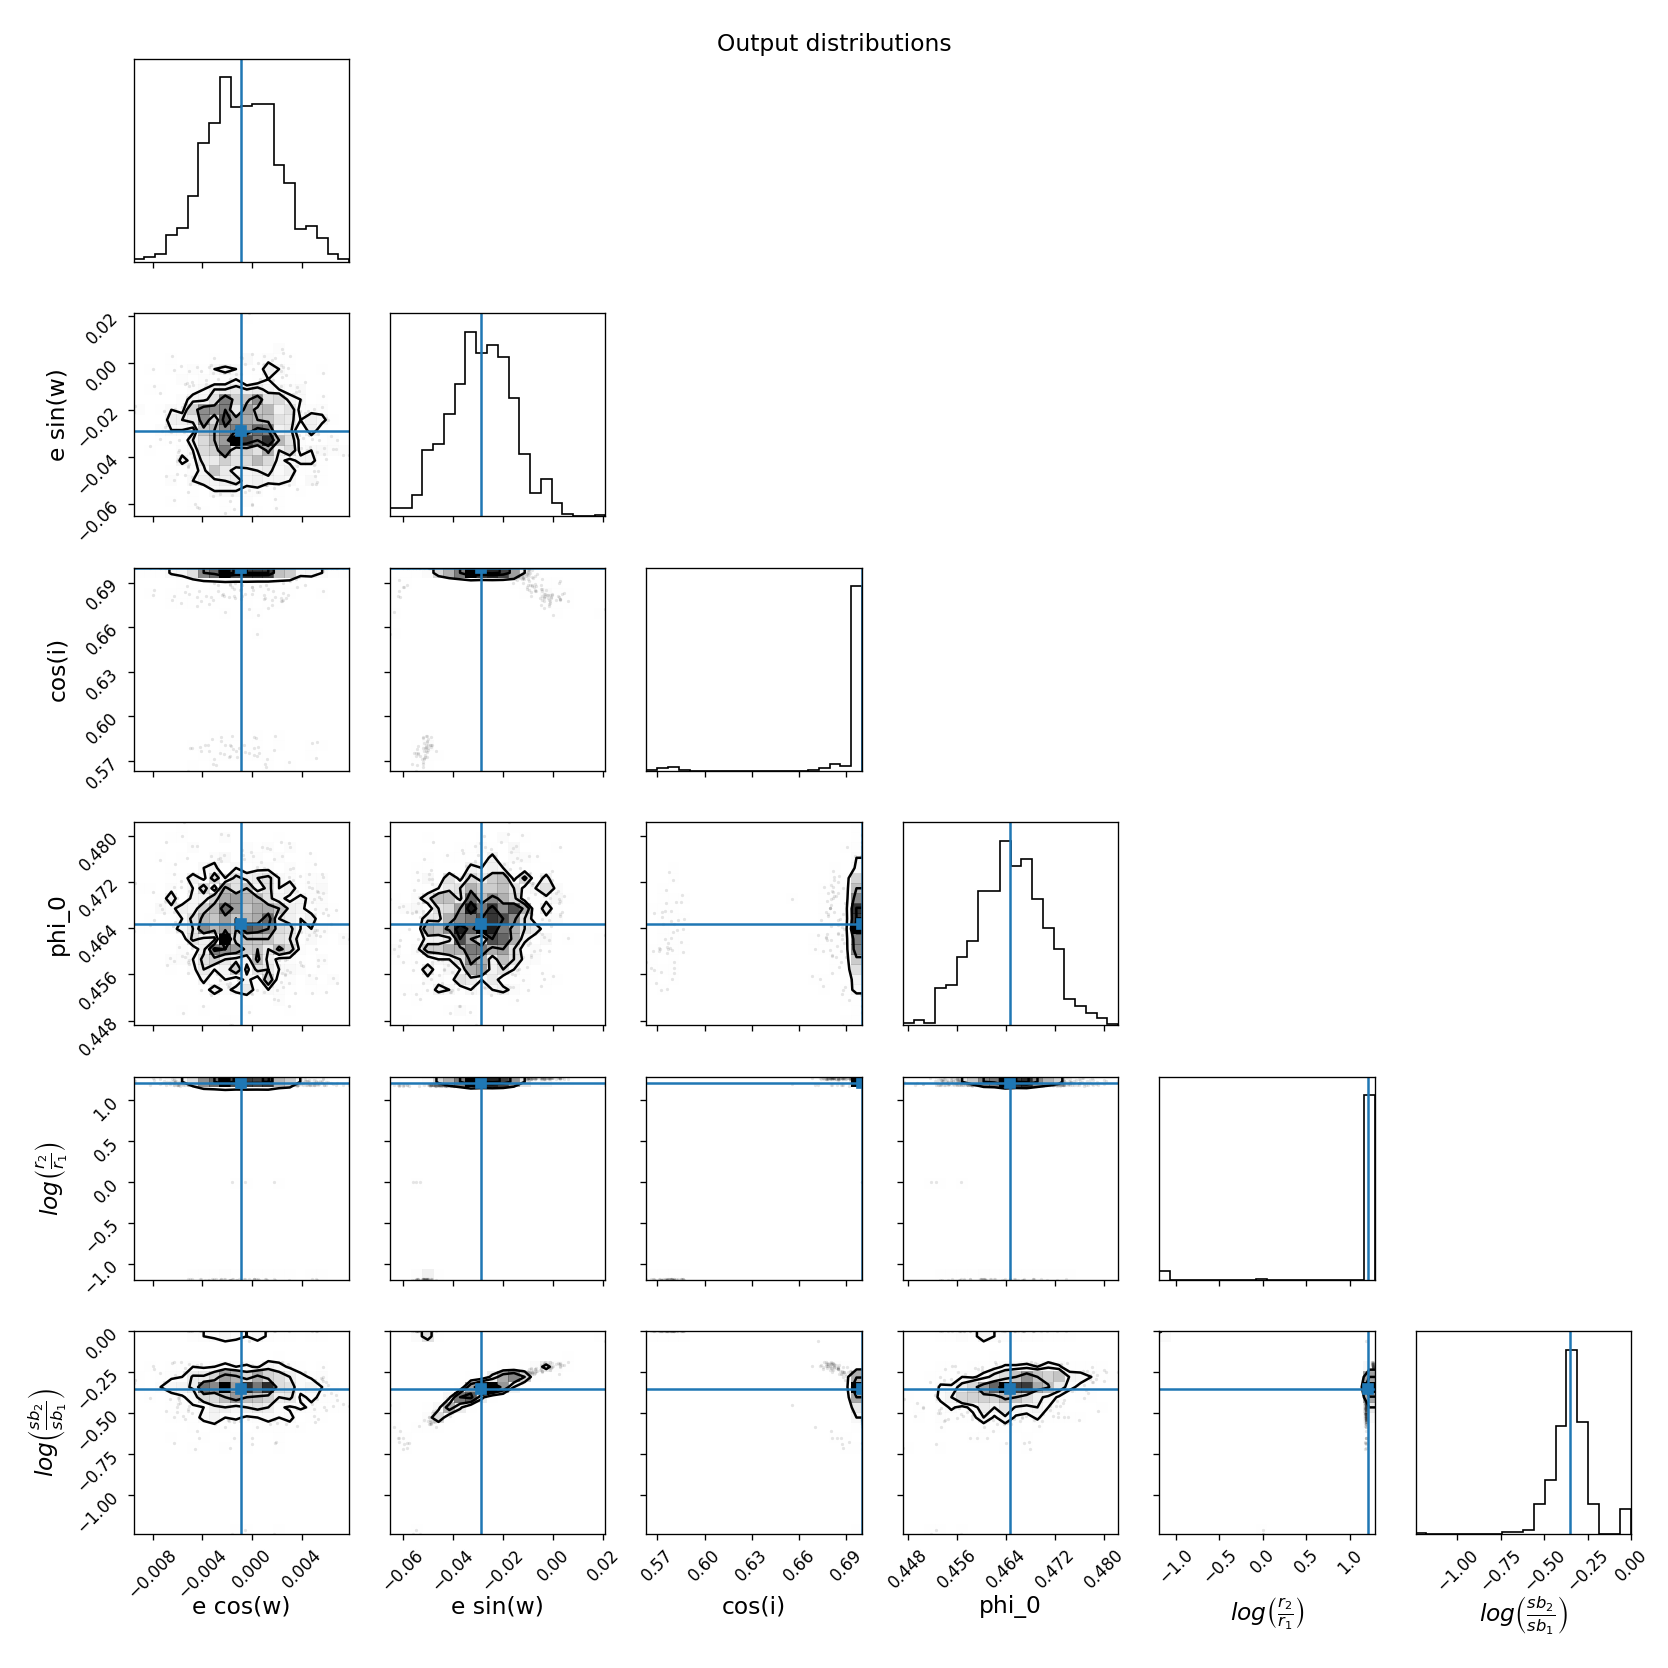 Output distributions
0.02
0.00
−0.02
−0.04
−0.06
e sin(w)
0.69
0.66
0.63
0.60
0.57
cos(i)
0.480
0.472
0.464
0.456
0.448
phi_0
1.0
0.5
0.0
−0.5
−1.0
log(r₂/r₁)
0.00
−0.25
−0.50
−0.75
−1.00
log(sb₂/sb₁)
−0.008 −0.004 0.000 0.004
e cos(w)
−0.06 −0.04 −0.02 0.00 0.02
e sin(w)
0.57 0.60 0.63 0.66 0.69
cos(i)
0.448 0.456 0.464 0.472 0.480
phi_0
−1.0 −0.5 0.0 0.5 1.0
log(r₂/r₁)
−1.00 −0.75 −0.50 −0.25 0.00
log(sb₂/sb₁)